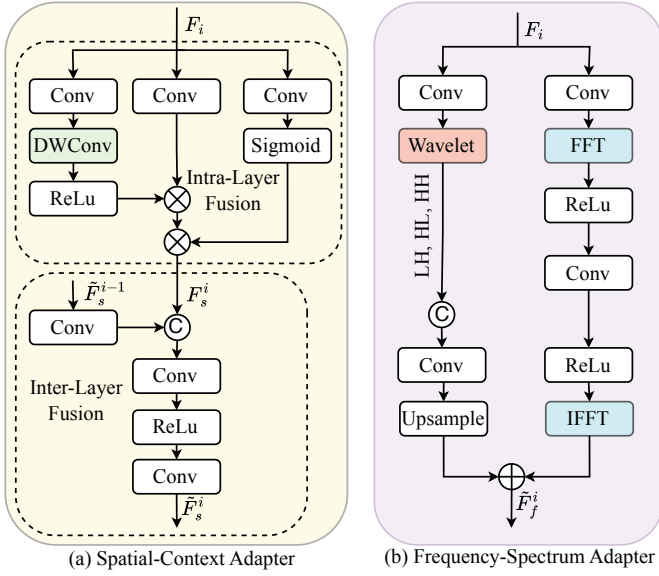 F_i
Conv
Conv
Conv
DWConv
Sigmoid
ReLu
Intra-Layer
Fusion
F̃_s^{i-1}
F_s^i
Conv
C
Inter-Layer
Fusion
Conv
ReLu
Conv
F̃_s^i
(a) Spatial-Context Adapter
F_i
Conv
Conv
Wavelet
FFT
LH, HL, HH
ReLu
Conv
C
Conv
ReLu
Upsample
IFFT
F̃_f^i
(b) Frequency-Spectrum Adapter